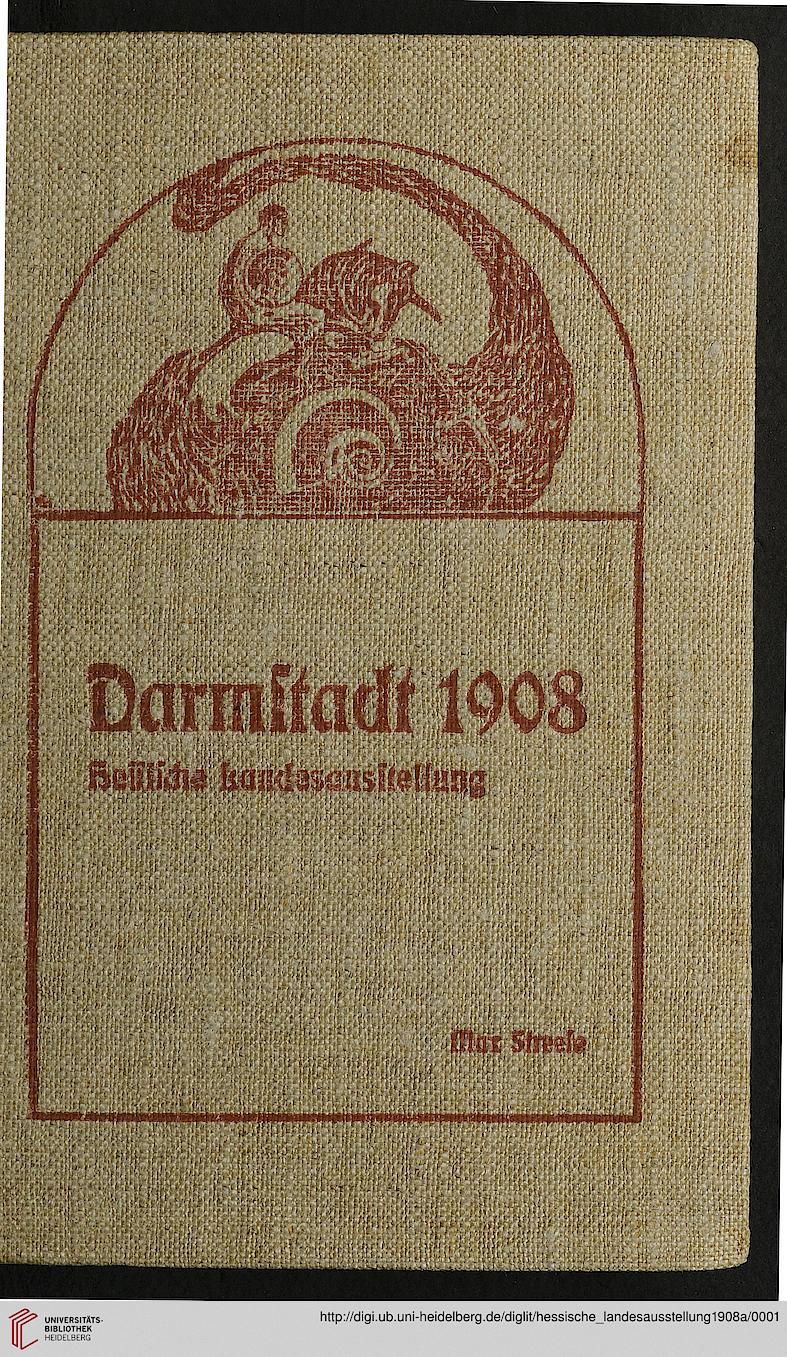 Darmſtadt 1908
Heſſiſche Landesausſtellung
Max Streeſe
UNIVERSITÄTS-
BIBLIOTHEK
HEIDELBERG
http://digi.ub.uni-heidelberg.de/diglit/hessische_landesausstellung1908a/0001